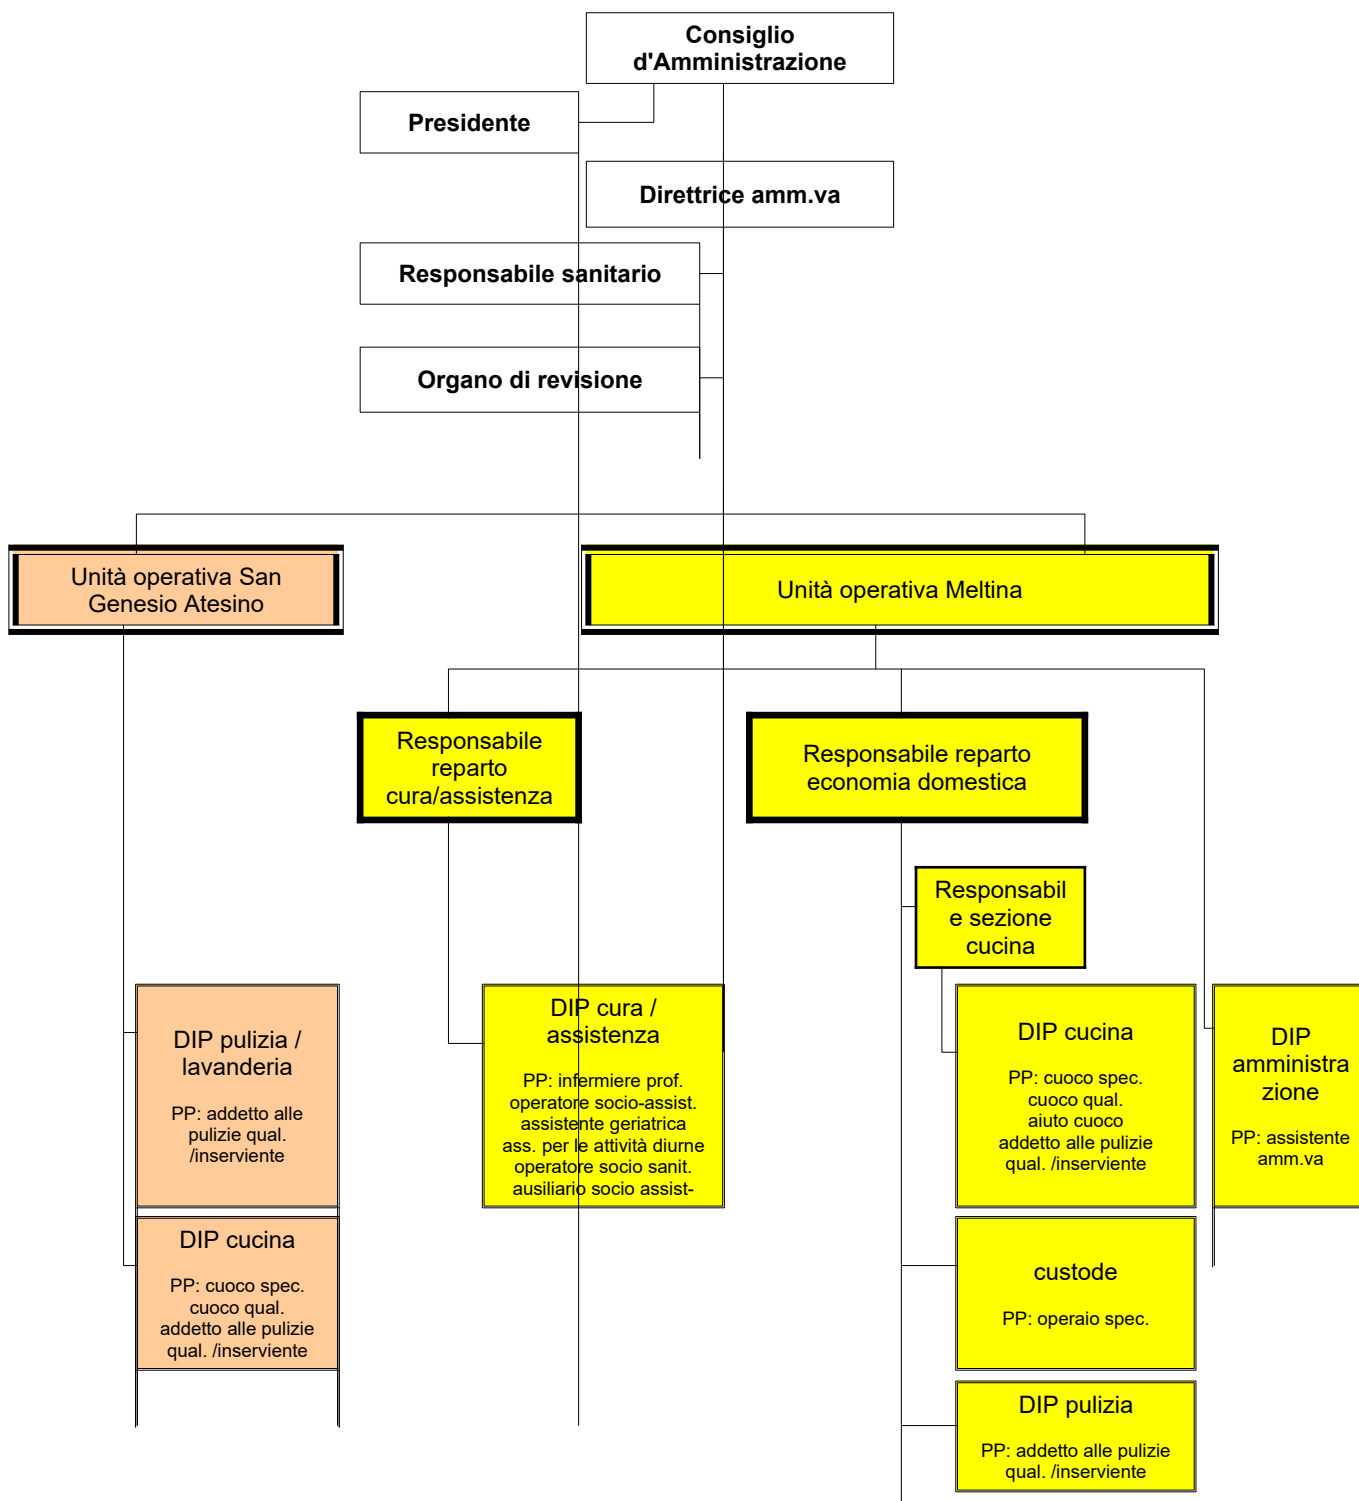 Consiglio
d'Amministrazione
Presidente
Direttrice amm.va
Responsabile sanitario
Organo di revisione
Unità operativa San
Genesio Atesino
Unità operativa Meltina
Responsabile
reparto
cura/assistenza
Responsabile reparto
economia domestica
Responsabil
e sezione
cucina
DIP pulizia /
lavanderia
PP: addetto alle
pulizie qual.
/inserviente
DIP cura /
assistenza
PP: infermiere prof.
operatore socio-assist.
assistente geriatrica
ass. per le attività diurne
operatore socio sanit.
ausiliario socio assist-
DIP cucina
PP: cuoco spec.
cuoco qual.
aiuto cuoco
addetto alle pulizie
qual. /inserviente
DIP
amministra
zione
PP: assistente
amm.va
DIP cucina
PP: cuoco spec.
cuoco qual.
addetto alle pulizie
qual. /inserviente
custode
PP: operaio spec.
DIP pulizia
PP: addetto alle pulizie
qual. /inserviente